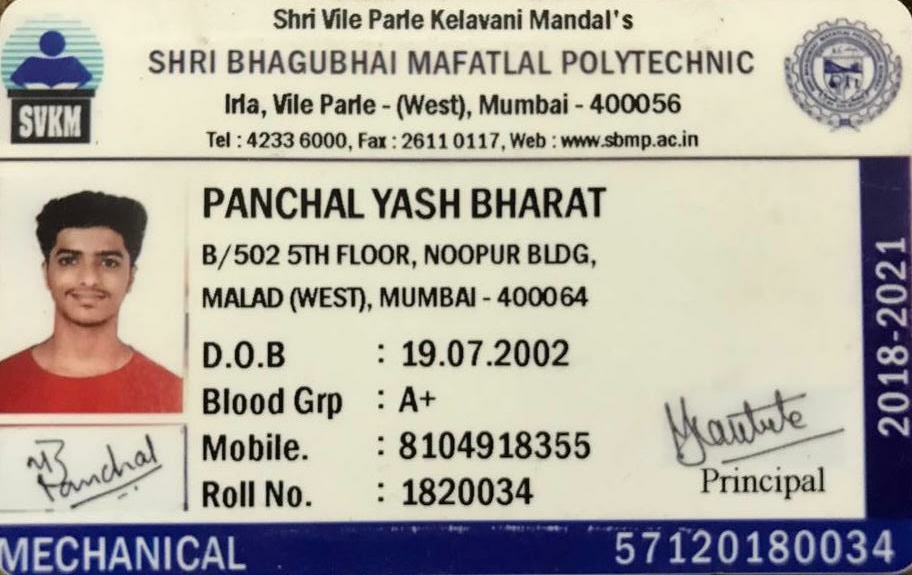 Shri Vile Parle Kelavani Mandal's
SHRI BHAGUBHAI MAFATLAL POLYTECHNIC
Irla, Vile Parle - (West), Mumbai - 400056
Tel : 4233 6000, Fax : 2611 0117, Web : www.sbmp.ac.in
SVKM
PANCHAL YASH BHARAT
B/502 5TH FLOOR, NOOPUR BLDG,
MALAD (WEST), MUMBAI - 400064
D.O.B : 19.07.2002
Blood Grp : A+
Mobile. : 8104918355
Roll No. : 1820034
Panchal
Principal
2018-2021
MECHANICAL
57120180034